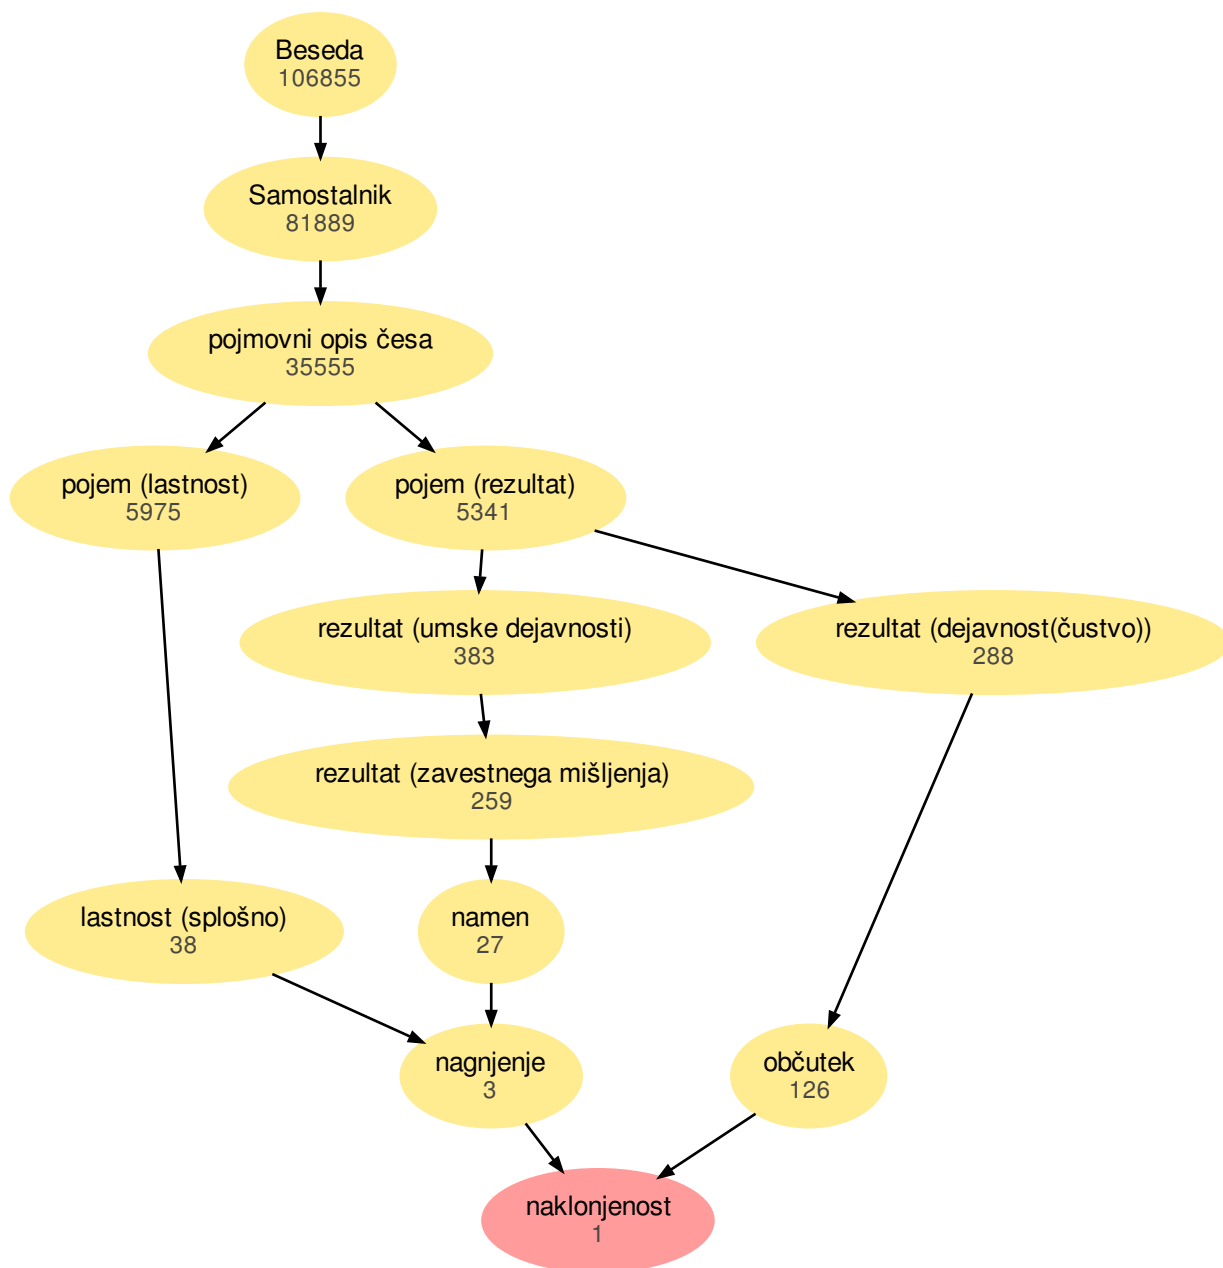 Beseda
106855
Samostalnik
81889
pojmovni opis česa
35555
pojem (lastnost)
5975
pojem (rezultat)
5341
rezultat (umske dejavnosti)
383
rezultat (dejavnost(čustvo))
288
rezultat (zavestnega mišljenja)
259
lastnost (splošno)
38
namen
27
nagnjenje
3
občutek
126
naklonjenost
1